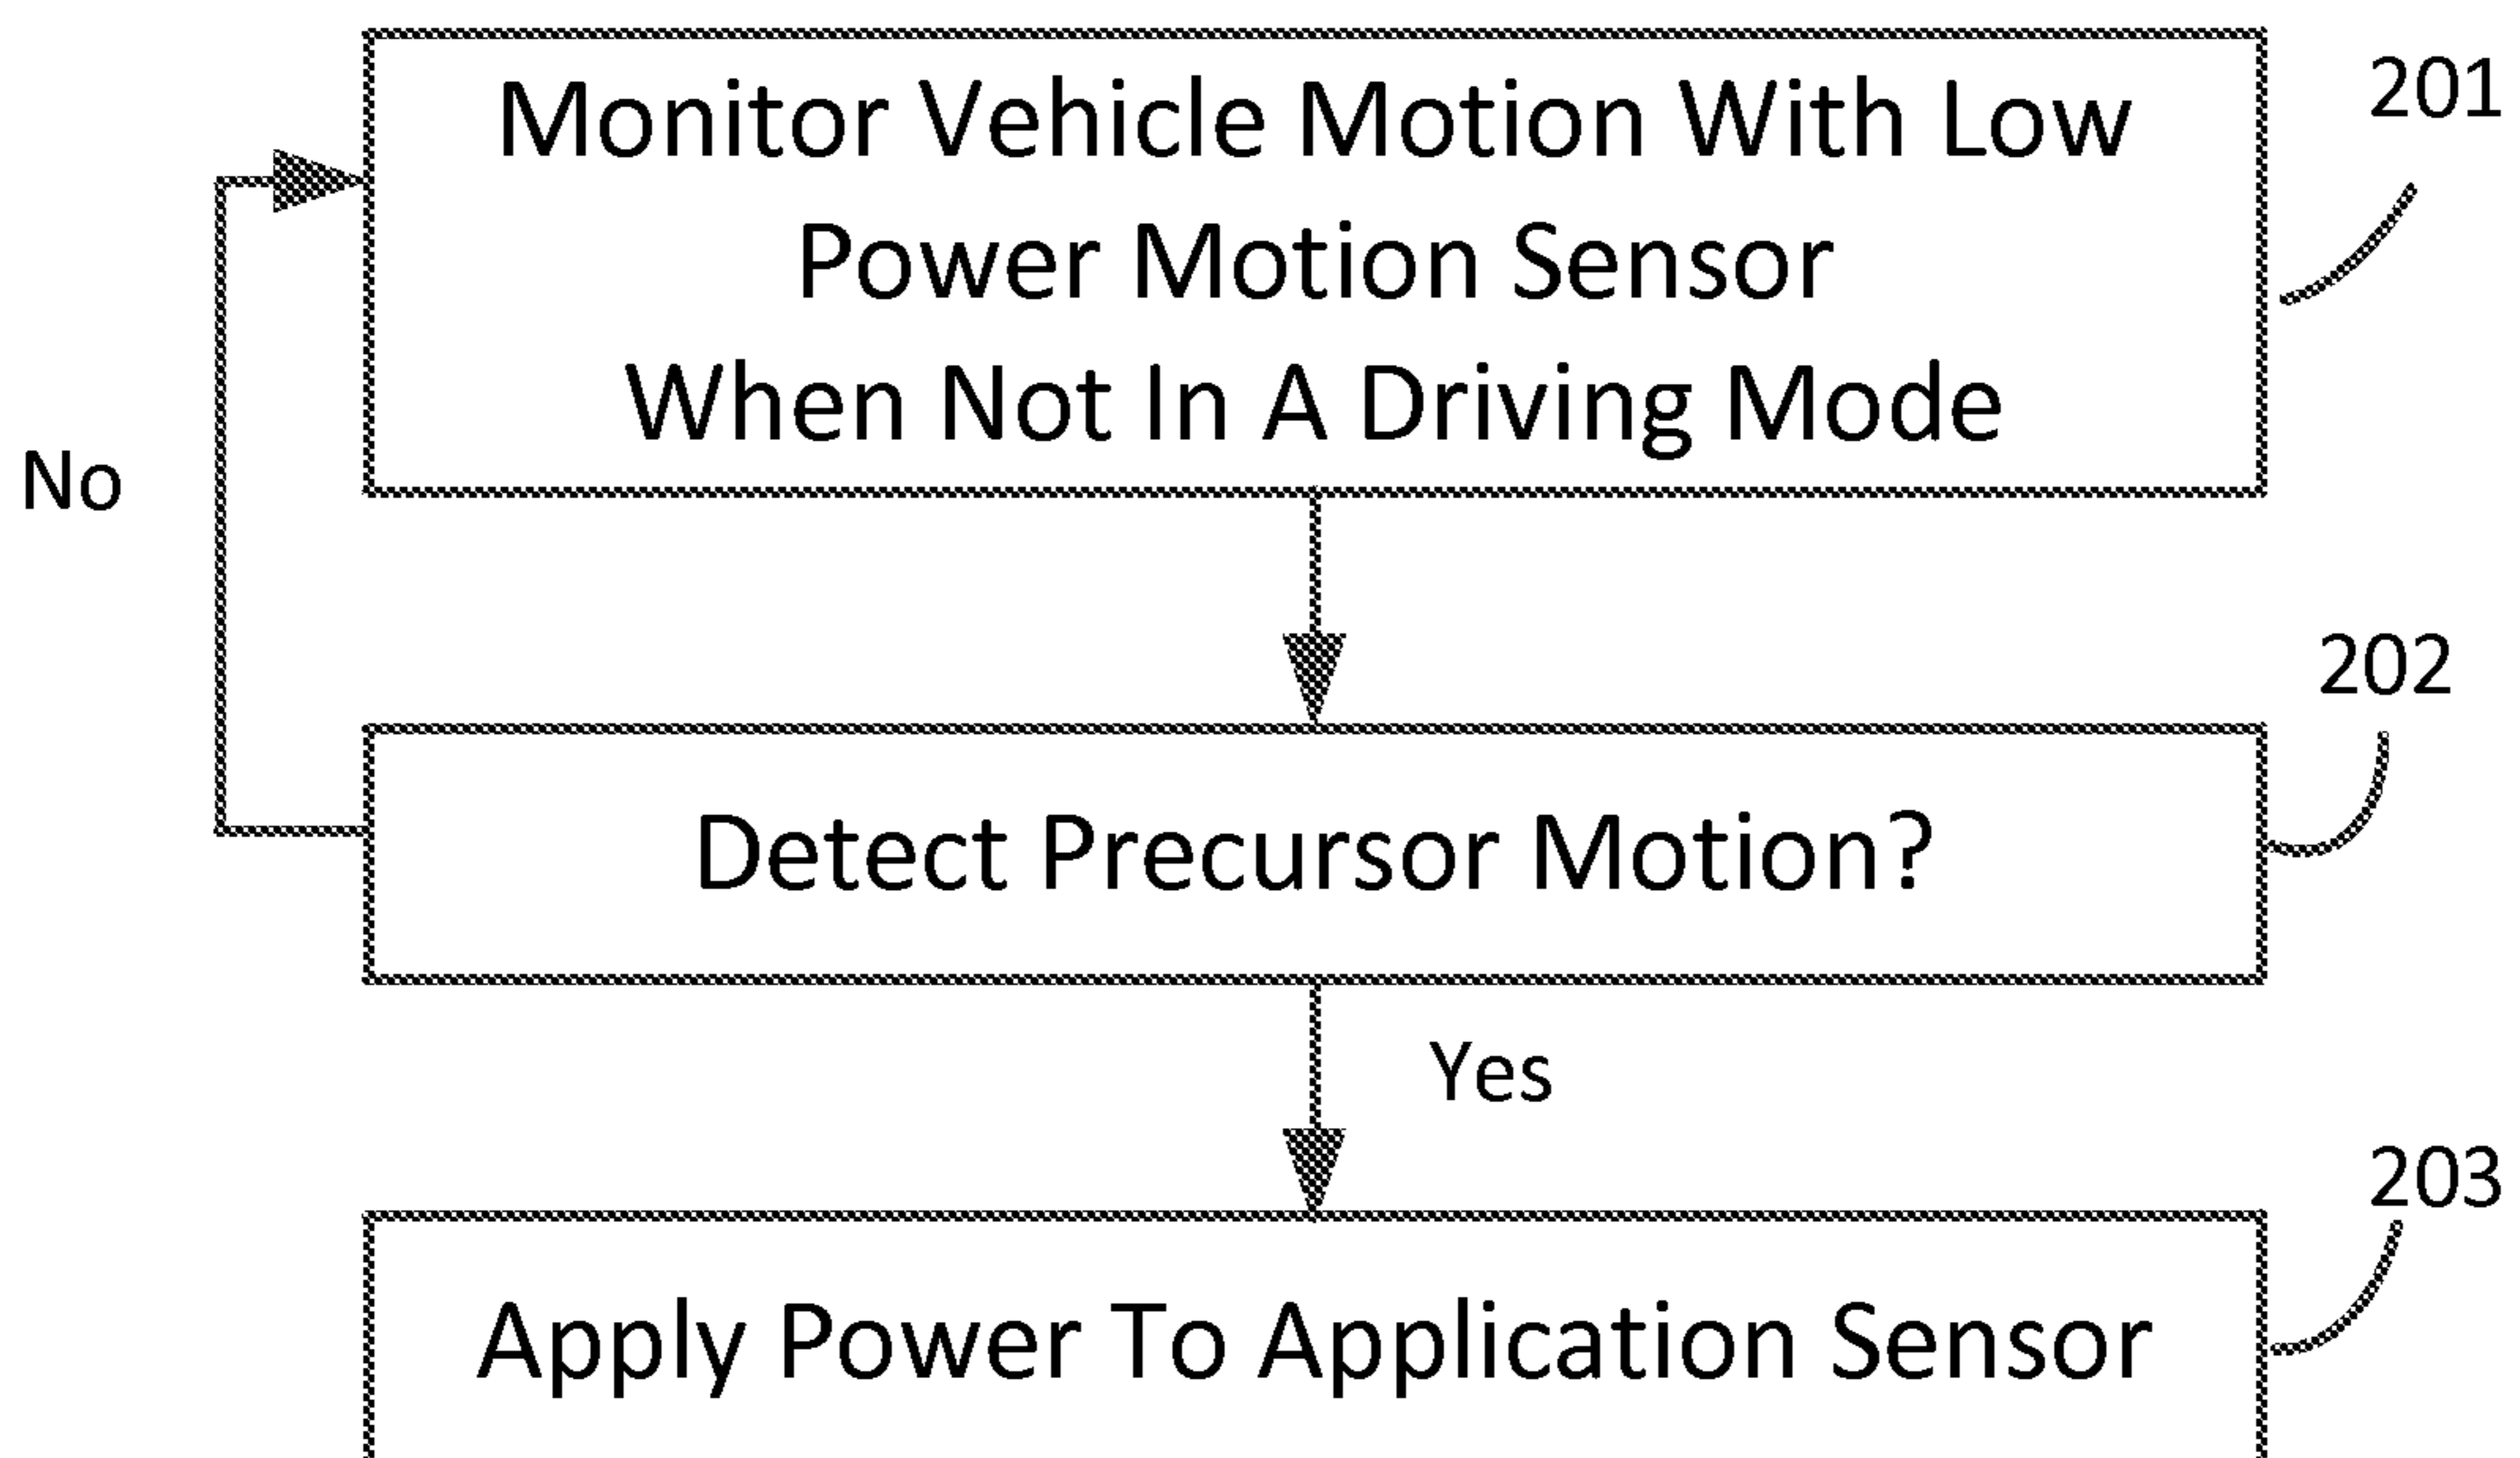 Monitor Vehicle Motion With Low
Power Motion Sensor
When Not In A Driving Mode
201
No
202
Detect Precursor Motion?
Yes
203
Apply Power To Application Sensor